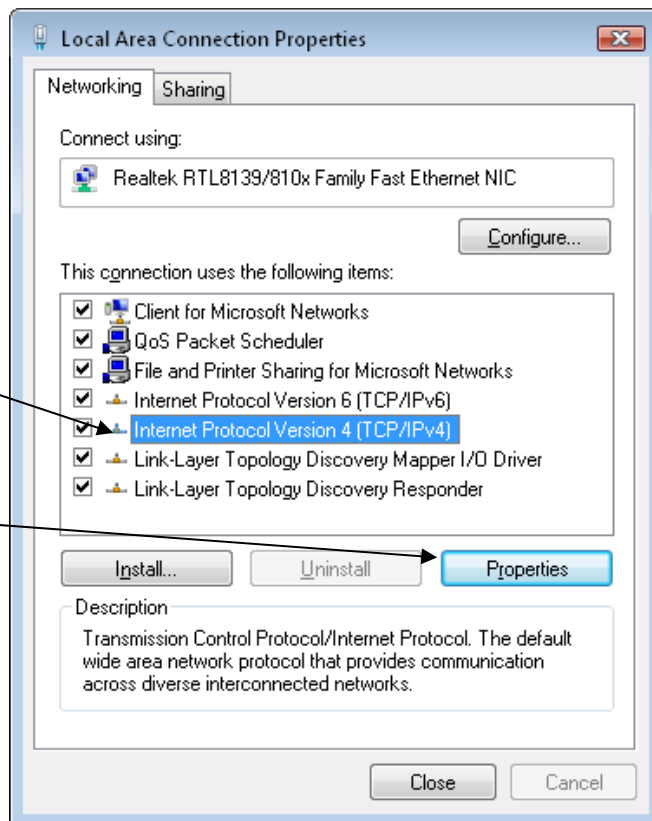 Local Area Connection Properties
Networking
Sharing
Connect using:
Realtek RTL8139/810x Family Fast Ethernet NIC
Configure...
This connection uses the following items:
Client for Microsoft Networks
QoS Packet Scheduler
File and Printer Sharing for Microsoft Networks
Internet Protocol Version 6 (TCP/IPv6)
Internet Protocol Version 4 (TCP/IPv4)
Link-Layer Topology Discovery Mapper I/O Driver
Link-Layer Topology Discovery Responder
Install...
Uninstall
Properties
Description
Transmission Control Protocol/Internet Protocol. The default
wide area network protocol that provides communication
across diverse interconnected networks.
Close
Cancel